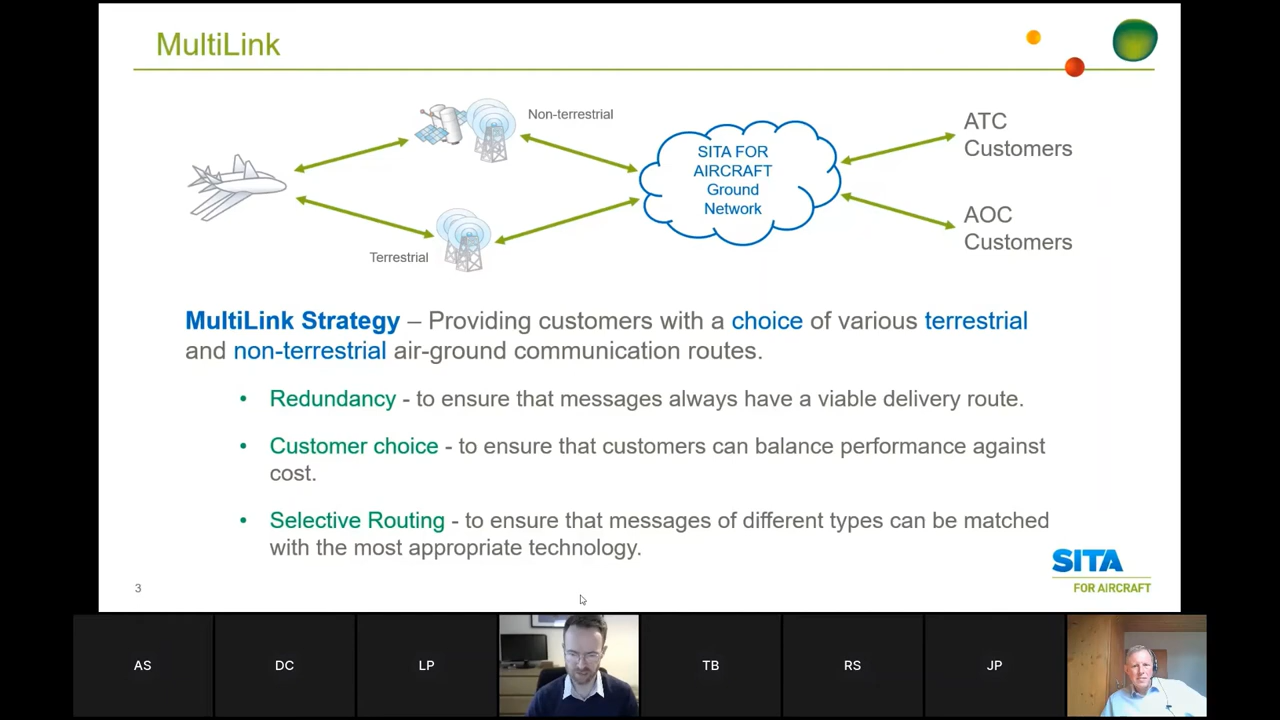 MultiLink
Non-terrestrial
Terrestrial
SITA FOR
AIRCRAFT
Ground
Network
ATC
Customers
AOC
Customers
MultiLink Strategy – Providing customers with a choice of various terrestrial
and non-terrestrial air-ground communication routes.
• Redundancy - to ensure that messages always have a viable delivery route.
• Customer choice - to ensure that customers can balance performance against
cost.
• Selective Routing - to ensure that messages of different types can be matched
with the most appropriate technology.
SITA
FOR AIRCRAFT
3
AS
DC
LP
TB
RS
JP